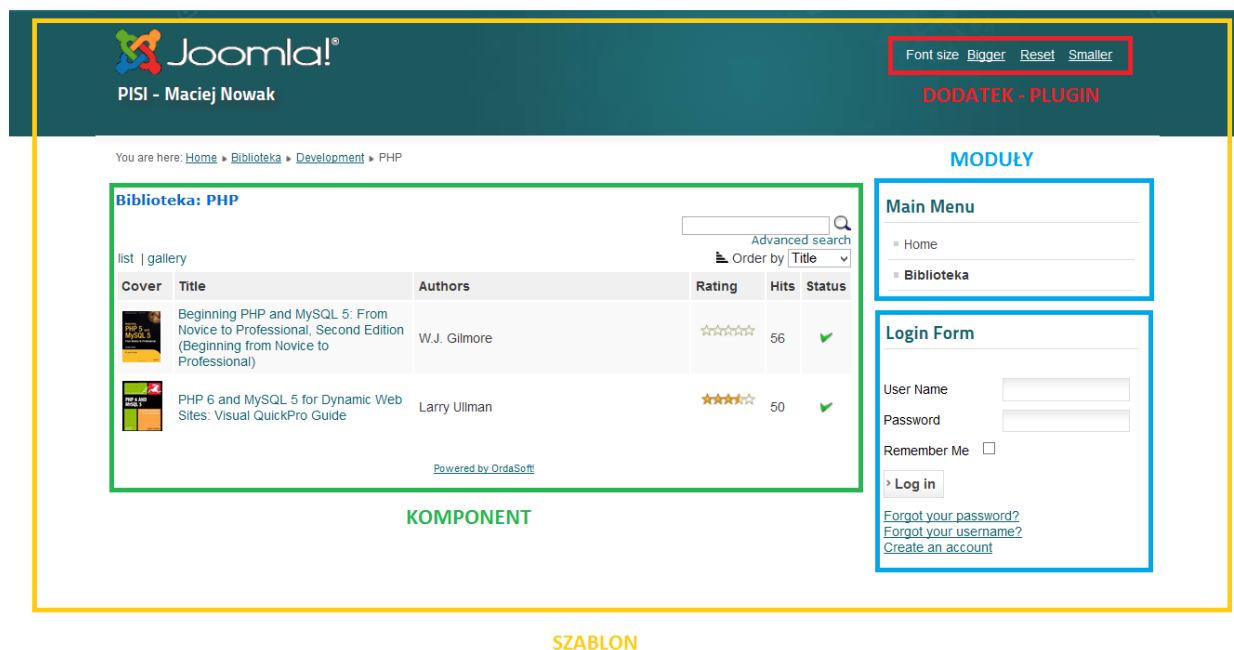 Joomla!®
PISI - Maciej Nowak
Font size Bigger Reset Smaller
DODATEK - PLUGIN
You are here: Home Biblioteka Development PHP
MODUŁY
Biblioteka: PHP
Advanced search
list | gallery
Order by Title
Cover Title Authors Rating Hits Status
Beginning PHP and MySQL 5: From
Novice to Professional, Second Edition
(Beginning from Novice to
Professional)
W.J. Gilmore
56
PHP 6 and MySQL 5 for Dynamic Web
Sites: Visual QuickPro Guide
Larry Ullman
50
Powered by OrdaSoft!
KOMPONENT
Main Menu
Home
Biblioteka
Login Form
User Name
Password
Remember Me
Log in
Forgot your password?
Forgot your username?
Create an account
SZABLON